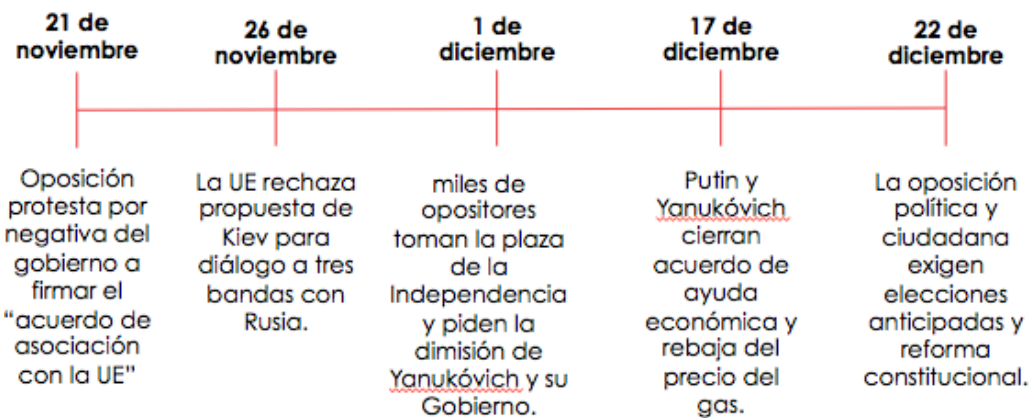 21 de
noviembre
26 de
noviembre
1 de
diciembre
17 de
diciembre
22 de
diciembre
Oposición
protesta por
negativa del
gobierno a
firmar el
“acuerdo de
asociación
con la UE”
La UE rechaza
propuesta de
Kiev para
diálogo a tres
bandas con
Rusia.
miles de
opositores
toman la plaza
de la
Independencia
y piden la
dimisión de
Yanukóvich y su
Gobierno.
Putin y
Yanukóvich
cierran
acuerdo de
ayuda
económica y
rebaja del
precio del
gas.
La oposición
política y
ciudadana
exigen
elecciones
anticipadas y
reforma
constitucional.